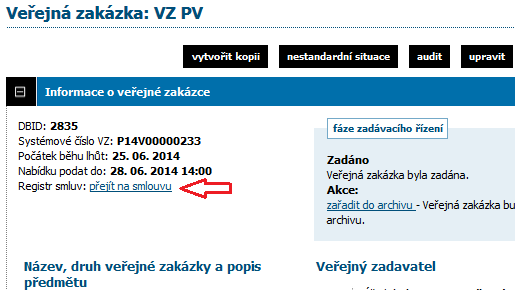 Veřejná zakázka: VZ PV
vytvořit kopii nestandardní situace audit upravit
Informace o veřejné zakázce
DBID: 2835
Systémové číslo VZ: P14V00000233
Počátek běhu lhůt: 25. 06. 2014
Nabídku podat do: 28. 06. 2014 14:00
Registr smluv: přejít na smlouvu
fáze zadávacího řízení
Zadáno
Veřejná zakázka byla zadána.
Akce:
zařadit do archivu - Veřejná zakázka bu
archivu.
Název, druh veřejné zakázky a popis
předmětu
Veřejný zadavatel